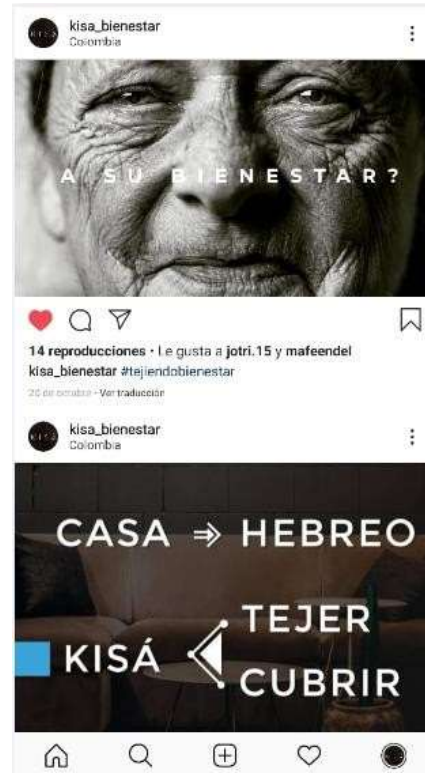 kisa_bienestar
Colombia
A SU BIENESTAR?
14 reproducciones · Le gusta a jotri.15 y mafeendel
kisa_bienestar #tejiendobienestar
20 de octubre · Ver traducción
kisa_bienestar
Colombia
CASA ⇒ HEBREO
TEJER
KISÁ
CUBRIR